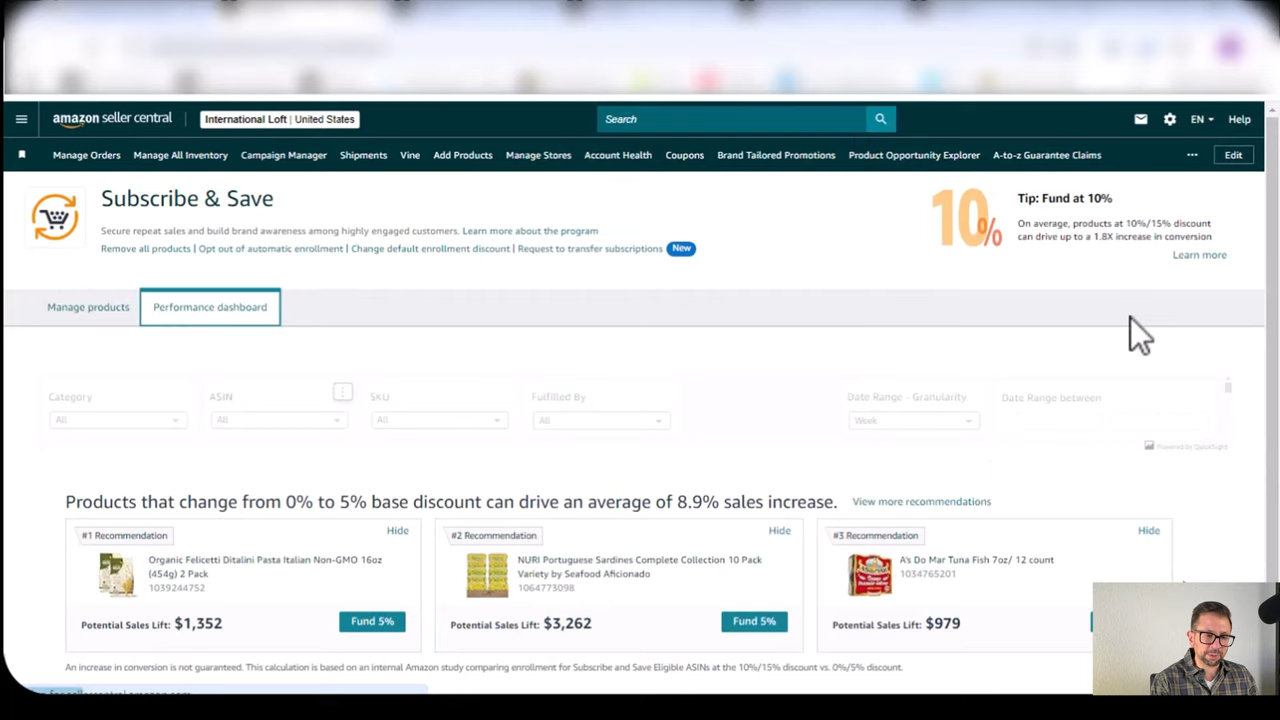 amazon seller central
International Loft | United States
Search
EN
Help
Manage Orders
Manage All Inventory
Campaign Manager
Shipments
Vine
Add Products
Manage Stores
Account Health
Coupons
Brand Tailored Promotions
Product Opportunity Explorer
A-to-z Guarantee Claims
Edit
Subscribe & Save
Secure repeat sales and build brand awareness among highly engaged customers. Learn more about the program
Remove all products | Opt out of automatic enrollment | Change default enrollment discount | Request to transfer subscriptions New
10%
Tip: Fund at 10%
On average, products at 10%/15% discount
can drive up to a 1.8X increase in conversion
Learn more
Manage products
Performance dashboard
Category
ASIN
SKU
Fulfilled By
Date Range - Granularity
Date Range between
All
All
All
All
Week
Powered by QuickSight
Products that change from 0% to 5% base discount can drive an average of 8.9% sales increase.
View more recommendations
#1 Recommendation
Hide
Organic Felicetti Ditalini Pasta Italian Non-GMO 16oz
(454g) 2 Pack
1039244752
Potential Sales Lift: $1,352
Fund 5%
#2 Recommendation
Hide
NURI Portuguese Sardines Complete Collection 10 Pack
Variety by Seafood Aficionado
1064773098
Potential Sales Lift: $3,262
Fund 5%
#3 Recommendation
Hide
A's Do Mar Tuna Fish 7oz/ 12 count
1034765201
Potential Sales Lift: $979
An increase in conversion is not guaranteed. This calculation is based on an internal Amazon study comparing enrollment for Subscribe and Save Eligible ASINs at the 10%/15% discount vs. 0%/5% discount.